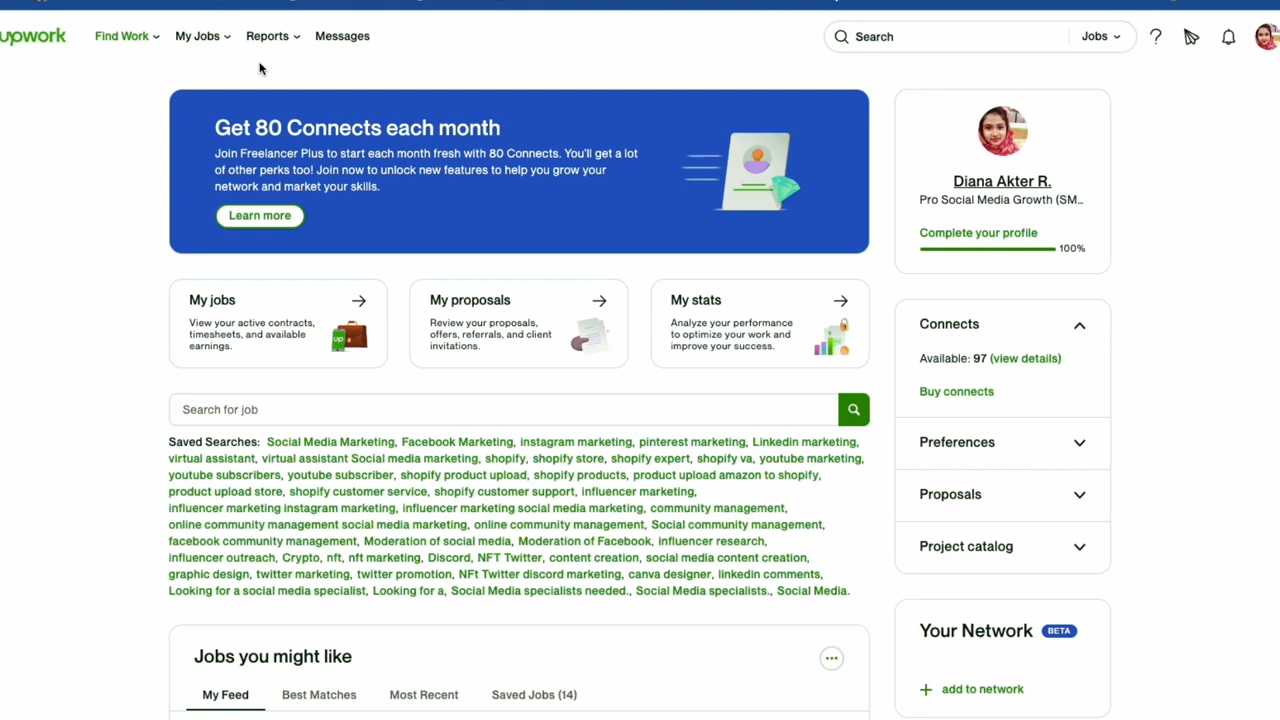 upwork
Find Work
My Jobs
Reports
Messages
Search
Jobs
?
Get 80 Connects each month
Join Freelancer Plus to start each month fresh with 80 Connects. You'll get a lot
of other perks too! Join now to unlock new features to help you grow your
network and market your skills.
Learn more
Diana Akter R.
Pro Social Media Growth (SM...
Complete your profile
100%
My jobs
View your active contracts,
timesheets, and available
earnings.
up
My proposals
Review your proposals,
offers, referrals, and client
invitations.
My stats
Analyze your performance
to optimize your work and
improve your success.
Connects
Available: 97 (view details)
Buy connects
Preferences
Proposals
Project catalog
Search for job
Saved Searches: Social Media Marketing, Facebook Marketing, instagram marketing, pinterest marketing, Linkedin marketing,
virtual assistant, virtual assistant Social media marketing, shopify, shopify store, shopify expert, shopify va, youtube marketing,
youtube subscribers, youtube subscriber, shopify product upload, shopify products, product upload amazon to shopify,
product upload store, shopify customer service, shopify customer support, influencer marketing,
influencer marketing instagram marketing, influencer marketing social media marketing, community management,
online community management social media marketing, online community management, Social community management,
facebook community management, Moderation of social media, Moderation of Facebook, influencer research,
influencer outreach, Crypto, nft, nft marketing, Discord, NFT Twitter, content creation, social media content creation,
graphic design, twitter marketing, twitter promotion, NFt Twitter discord marketing, canva designer, linkedin comments,
Looking for a social media specialist, Looking for a, Social Media specialists needed., Social Media specialists., Social Media.
Your Network BETA
+ add to network
Jobs you might like
My Feed
Best Matches
Most Recent
Saved Jobs (14)